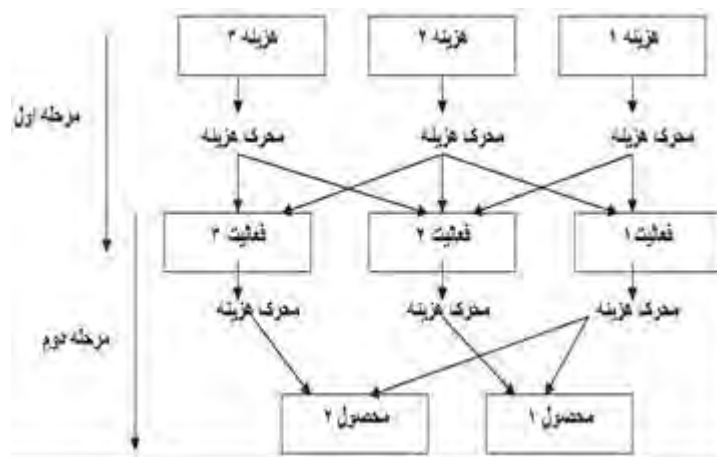 هزینه ۱
هزینه ۲
هزینه ۳
مرحله اول
محرک هزینه
محرک هزینه
محرک هزینه
فعالیت ۱
فعالیت ۲
فعالیت ۳
محرک هزینه
محرک هزینه
محرک هزینه
مرحله دوم
محصول ۱
محصول ۲